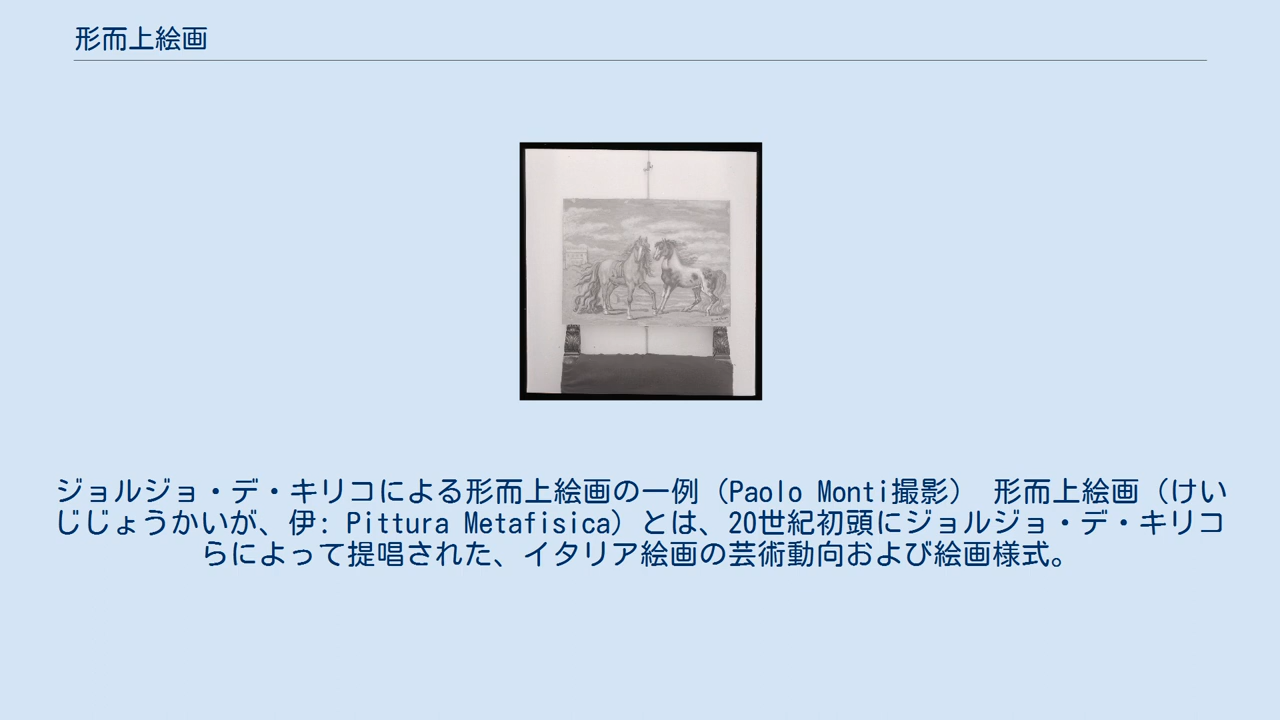 形而上絵画
ジョルジョ・デ・キリコによる形而上絵画の一例（Paolo Monti撮影） 形而上絵画（けい
じじょうかいが、伊: Pittura Metafisica）とは、20世紀初頭にジョルジョ・デ・キリコ
らによって提唱された、イタリア絵画の芸術動向および絵画様式。